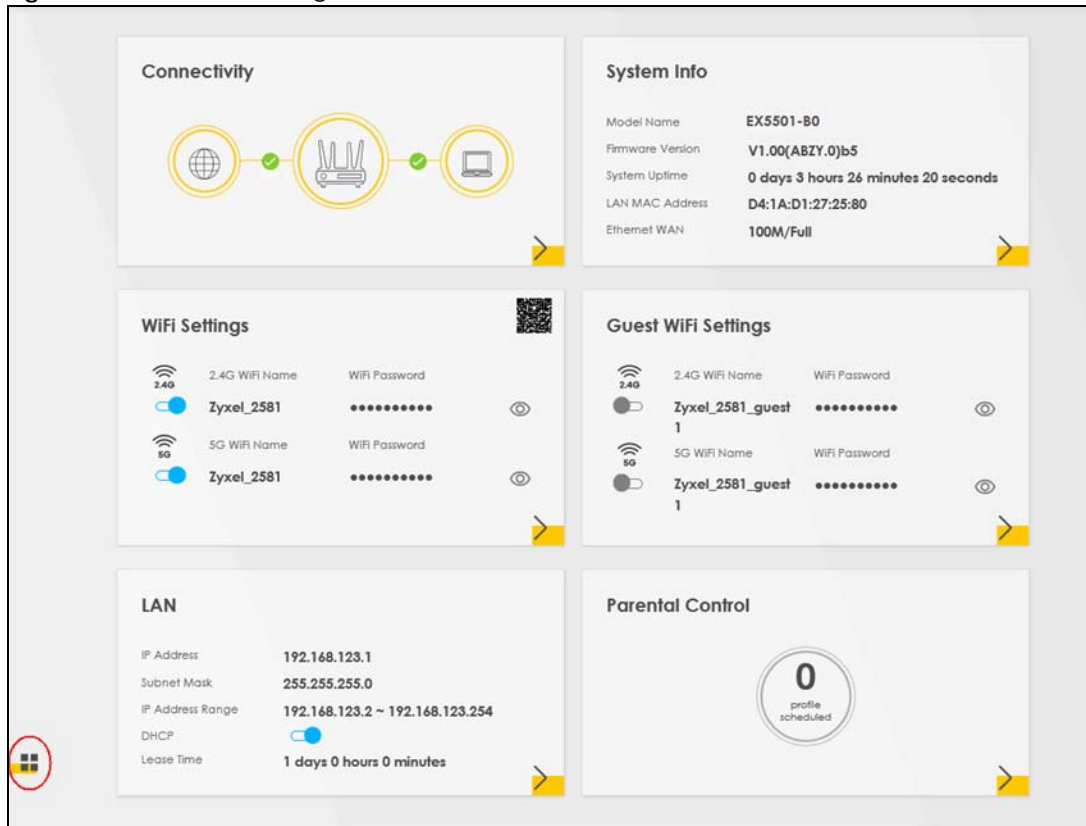 Connectivity
System Info
Model Name EX5501-B0
Firmware Version V1.00(ABZY.0)b5
System Uptime 0 days 3 hours 26 minutes 20 seconds
LAN MAC Address D4:1A:D1:27:25:80
Ethernet WAN 100M/Full
WiFi Settings
2.4G
2.4G WiFi Name WiFi Password
Zyxel_2581 ●●●●●●●●●●
5G
5G WiFi Name WiFi Password
Zyxel_2581 ●●●●●●●●●●
Guest WiFi Settings
2.4G
2.4G WiFi Name WiFi Password
Zyxel_2581_guest ●●●●●●●●●●
1
5G
5G WiFi Name WiFi Password
Zyxel_2581_guest ●●●●●●●●●●
1
LAN
IP Address 192.168.123.1
Subnet Mask 255.255.255.0
IP Address Range 192.168.123.2 ~ 192.168.123.254
DHCP
Lease Time 1 days 0 hours 0 minutes
Parental Control
0
profile
scheduled